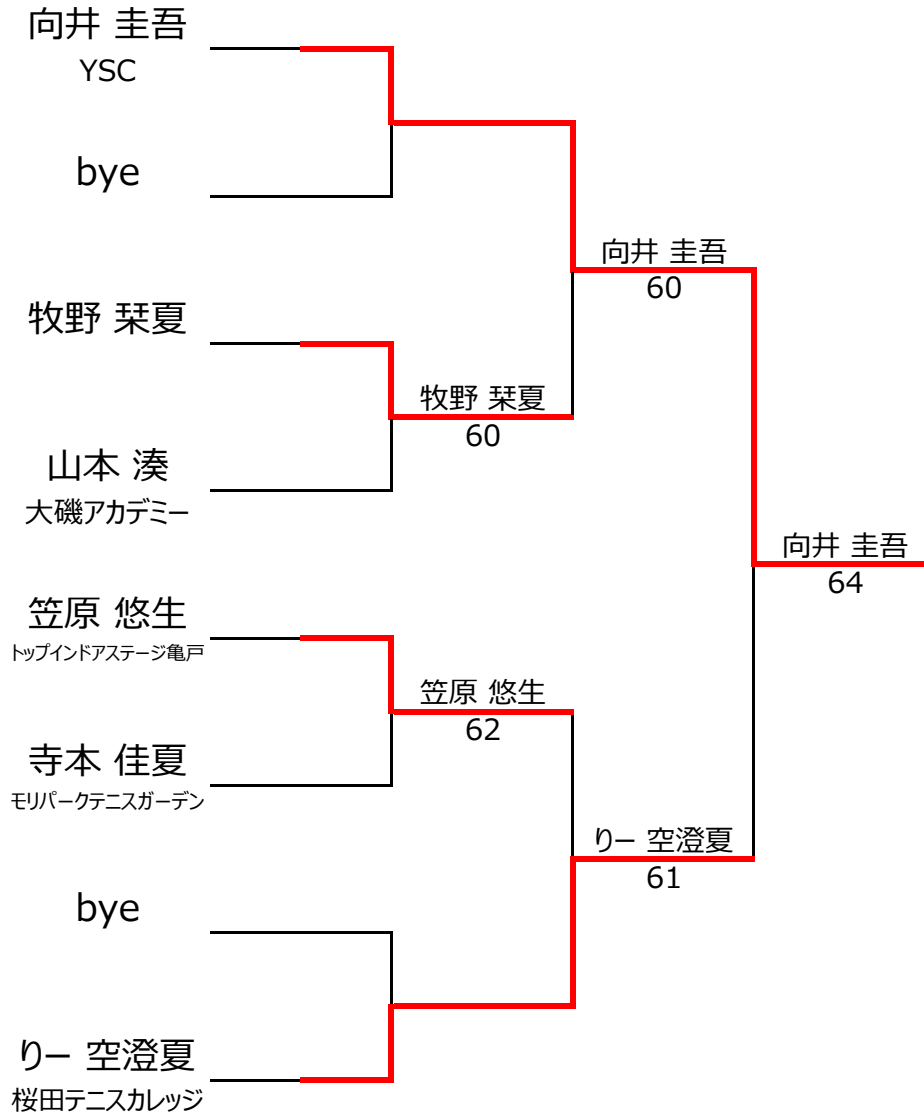 向井 圭吾
YSC
bye
牧野 栞夏
山本 湊
大磯アカデミー
笠原 悠生
トップインドアステージ亀戸
寺本 佳夏
モリパークテニスガーデン
bye
りー 空澄夏
桜田テニスカレッジ
牧野 栞夏
60
笠原 悠生
62
向井 圭吾
60
りー 空澄夏
61
向井 圭吾
64